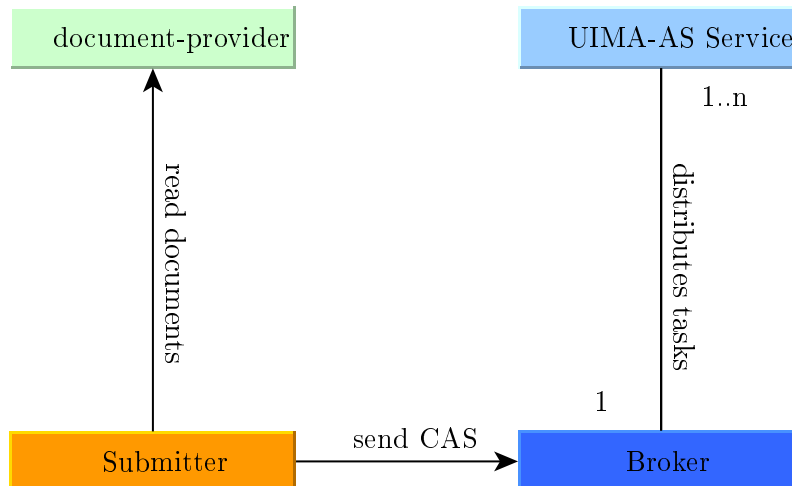 document-provider
UIMA-AS Service
1..n
read documents
distributes tasks
1
send CAS
Submitter
Broker